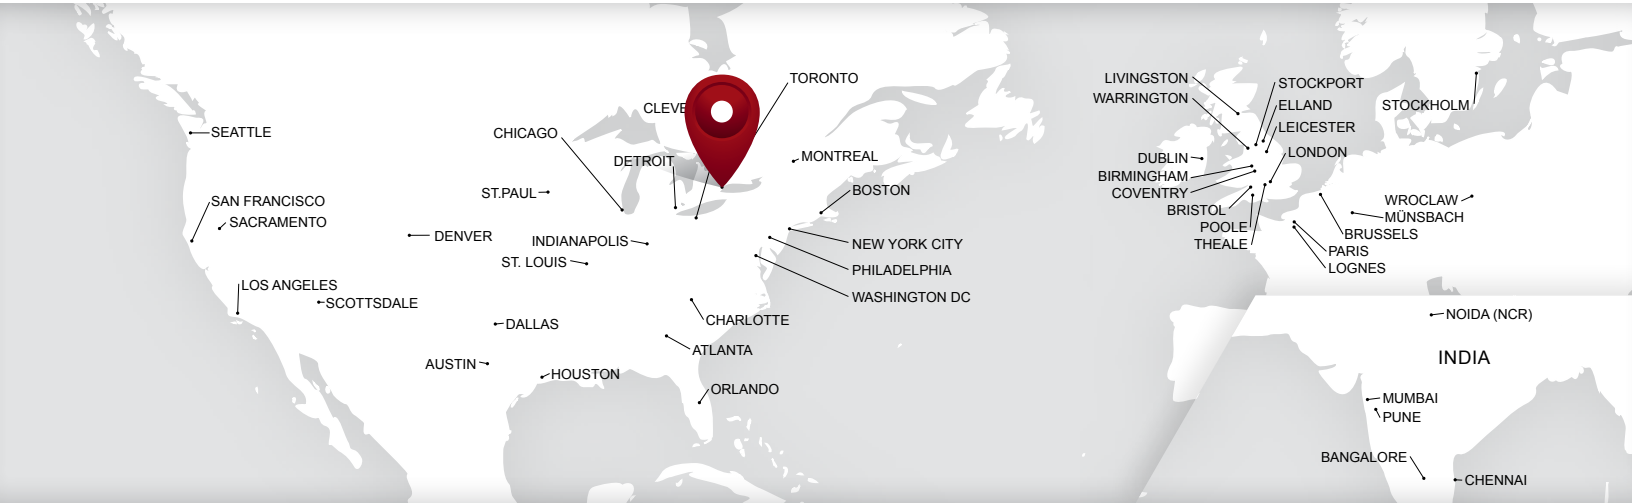 TORONTO
CLEVE
CHICAGO
SEATTLE
DETROIT
MONTREAL
ST.PAUL
BOSTON
SAN FRANCISCO
SACRAMENTO
DENVER
INDIANAPOLIS
NEW YORK CITY
ST. LOUIS
PHILADELPHIA
LOS ANGELES
SCOTTSDALE
WASHINGTON DC
DALLAS
CHARLOTTE
ATLANTA
AUSTIN
HOUSTON
ORLANDO
LIVINGSTON
STOCKPORT
WARRINGTON
ELLAND
STOCKHOLM
LEICESTER
DUBLIN
LONDON
BIRMINGHAM
COVENTRY
WROCLAW
BRISTOL
MÜNSBACH
POOLE
BRUSSELS
THEALE
PARIS
LOGNES
NOIDA (NCR)
INDIA
MUMBAI
PUNE
BANGALORE
CHENNAI